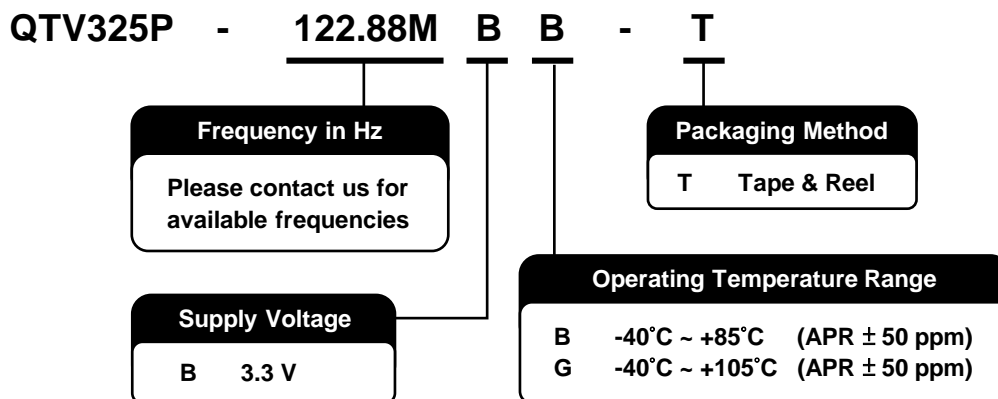 QTV325P - 122.88M B B - T
Frequency in Hz
Please contact us for
available frequencies
Packaging Method
T Tape & Reel
Supply Voltage
B 3.3 V
Operating Temperature Range
B -40˚C ~ +85˚C (APR ± 50 ppm)
G -40˚C ~ +105˚C (APR ± 50 ppm)